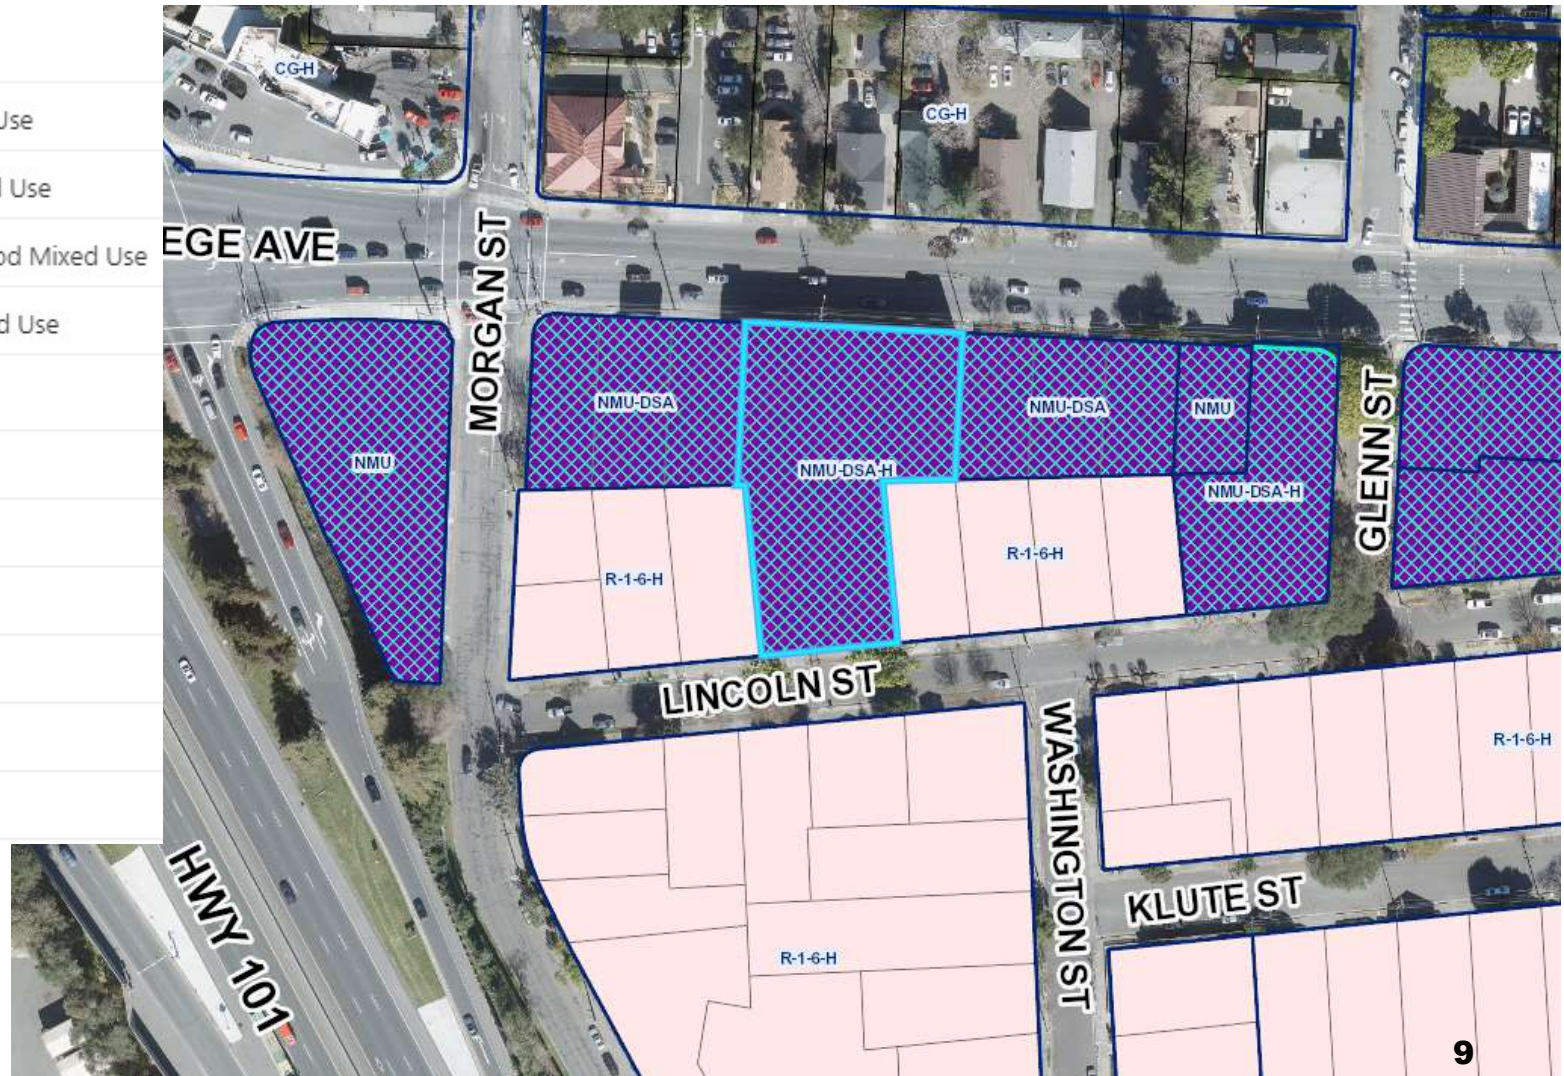 Use
Use
Mixed Use
Use
CG-H
CG-H
AVE
MORGAN ST
NMU-DSA
NMU-DSA
NMU
NMU
NMU-DSA-H
NMU-DSA-H
GLENN ST
R-1-6-H
R-1-6-H
LINCOLN ST
WASHINGTON ST
R-1-6-H
KLUTE ST
HWY 101
R-1-6-H
9